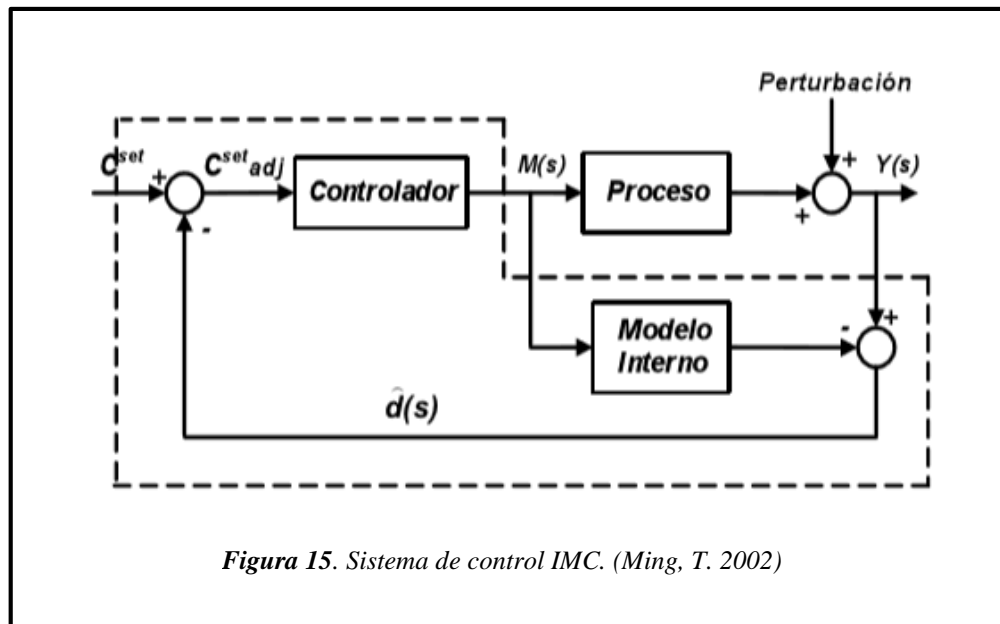 Perturbación
C^set
+
C^set adj
Controlador
M(s)
Proceso
+
Y(s)
+
-
Modelo
Interno
-
+
d̂(s)
Figura 15. Sistema de control IMC. (Ming, T. 2002)